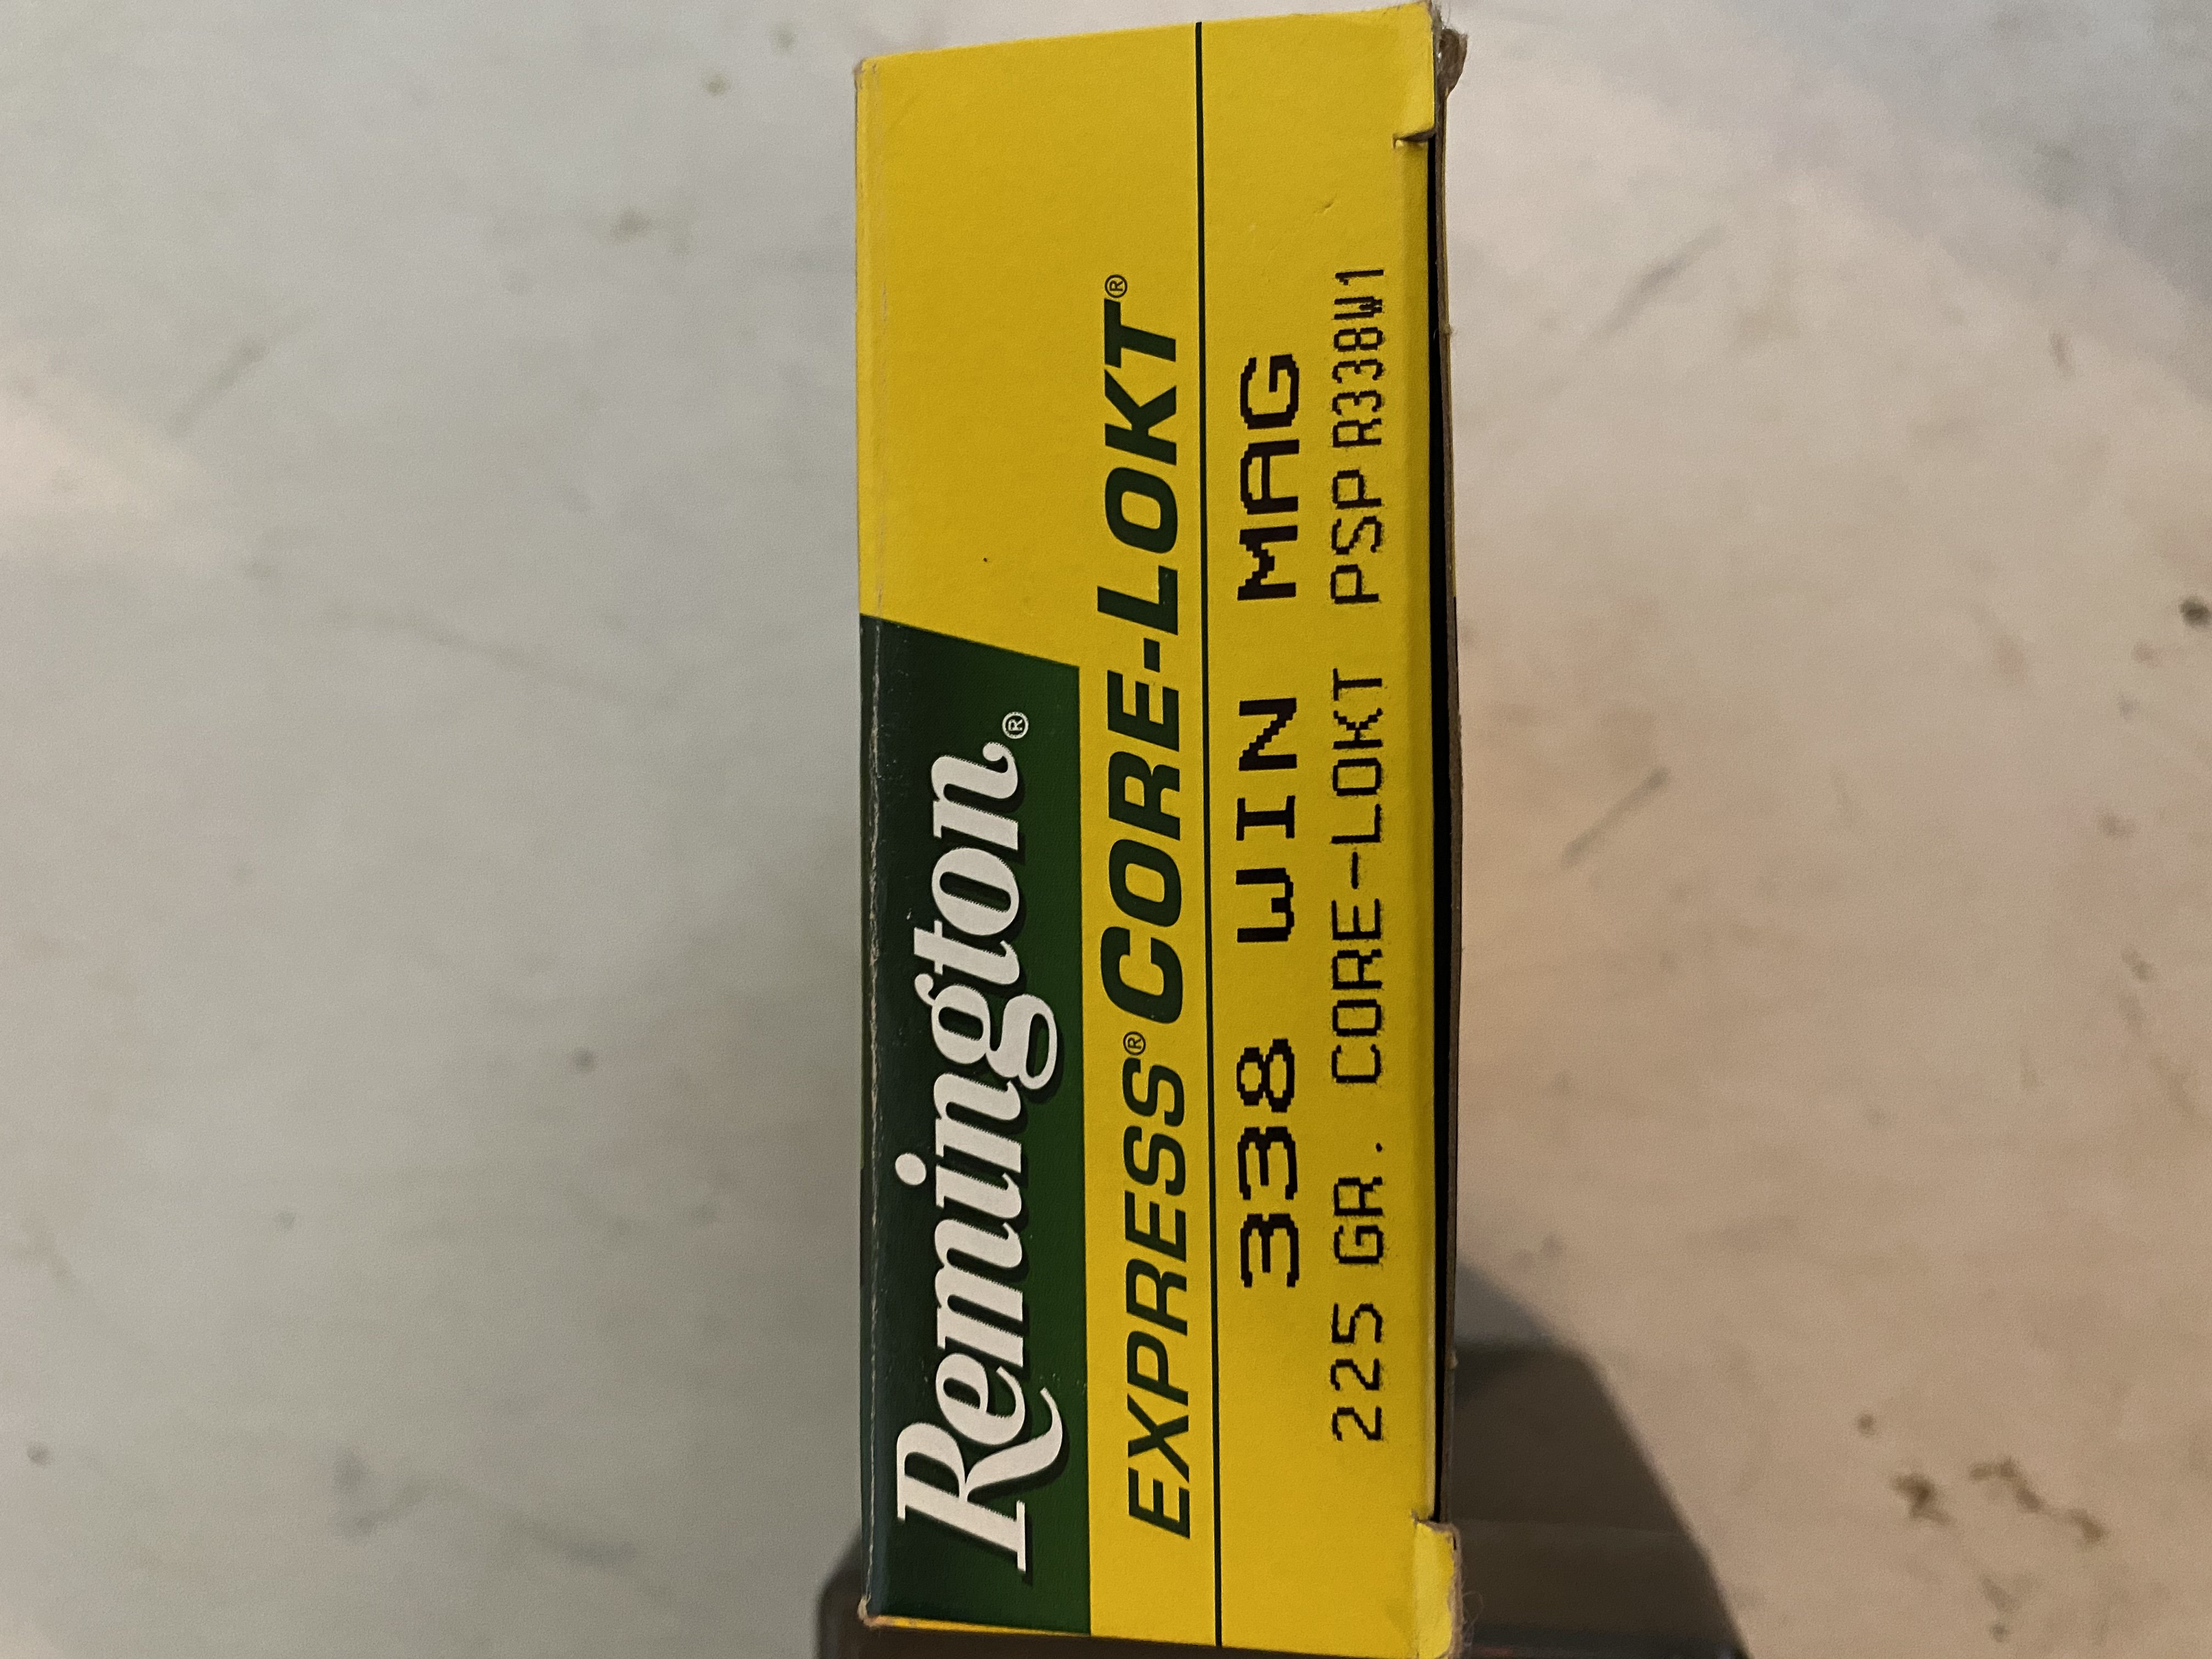 Remington®
EXPRESS® CORE-LOKT®
338 WIN MAG
225 GR. CORE-LOKT PSP R338W1